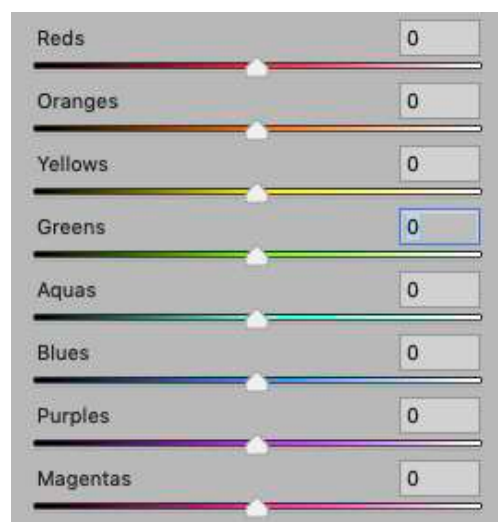 Reds 0
Oranges 0
Yellows 0
Greens 0
Aquas 0
Blues 0
Purples 0
Magentas 0